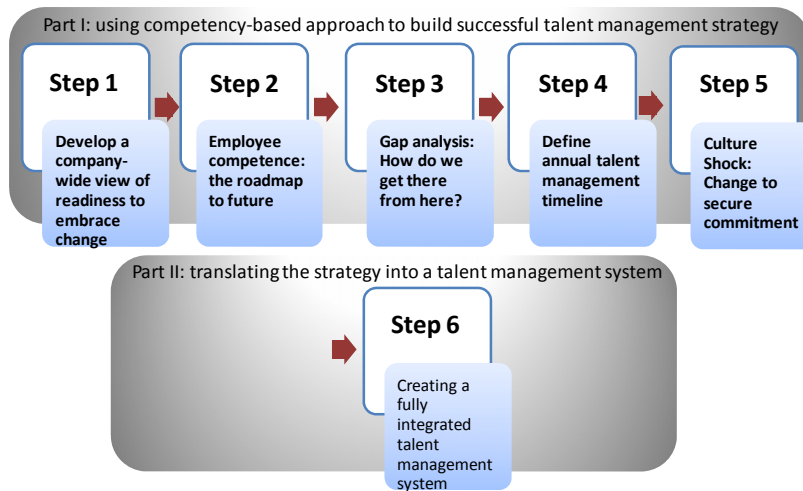 Part I: using competency-based approach to build successful talent management strategy
Step 1
Develop a
company-
wide view of
readiness to
embrace
change
Step 2
Employee
competence:
the roadmap
to future
Step 3
Gap analysis:
How do we
get there
from here?
Step 4
Define
annual talent
management
timeline
Step 5
Culture
Shock:
Change to
secure
commitment
Part II: translating the strategy into a talent management system
Step 6
Creating a
fully
integrated
talent
management
system